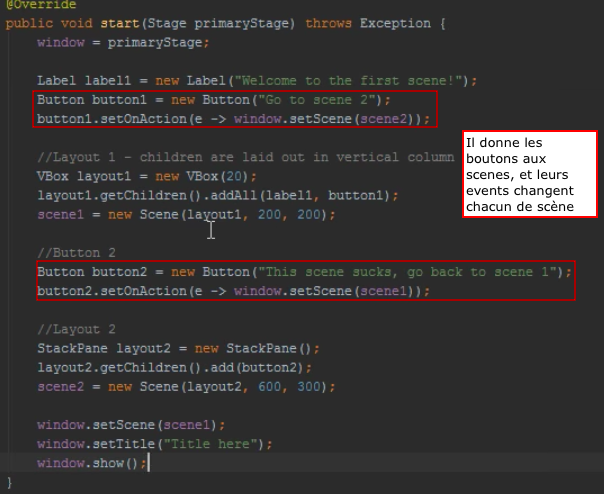 @Override
public void start(Stage primaryStage) throws Exception {
window = primaryStage;
Label label1 = new Label("Welcome to the first scene!");
Button button1 = new Button("Go to scene 2");
button1.setOnAction(e -> window.setScene(scene2));
//Layout 1 - children are laid out in vertical column
VBox layout1 = new VBox(20);
layout1.getChildren().addAll(label1, button1);
scene1 = new Scene(layout1, 200, 200);
Il donne les
boutons aux
scenes, et leurs
events changent
chacun de scène
//Button 2
Button button2 = new Button("This scene sucks, go back to scene 1");
button2.setOnAction(e -> window.setScene(scene1));
//Layout 2
StackPane layout2 = new StackPane();
layout2.getChildren().add(button2);
scene2 = new Scene(layout2, 600, 300);
window.setScene(scene1);
window.setTitle("Title here");
window.show();
}